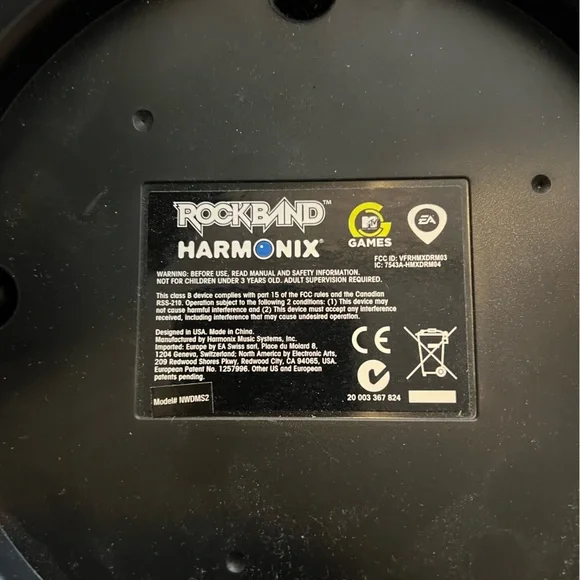 ROCKBAND™
HARMONIX®
G
MTV
GAMES
EA
FCC ID: VFRHMXDRM03
IC: 7543A-HMXDRM04
WARNING: BEFORE USE, READ MANUAL AND SAFETY INFORMATION.
NOT FOR CHILDREN UNDER 3 YEARS OLD. ADULT SUPERVISION REQUIRED.
This class B device complies with part 15 of the FCC rules and the Canadian
RSS-210. Operation subject to the following 2 conditions: (1) This device may
not cause harmful interference and (2) This device must accept any interference
received, including interference that may cause undesired operation.
Designed in USA. Made in China.
Manufactured by Harmonix Music Systems, Inc.
Imported: Europe by EA Swiss sarl, Place du Molard 8,
1204 Geneva, Switzerland; North America by Electronic Arts,
209 Redwood Shores Pkwy, Redwood City, CA 94065, USA.
European Patent No. 1257996. Other US and European
patents pending.
CE
20 003 367 824
Model# NWDMS2